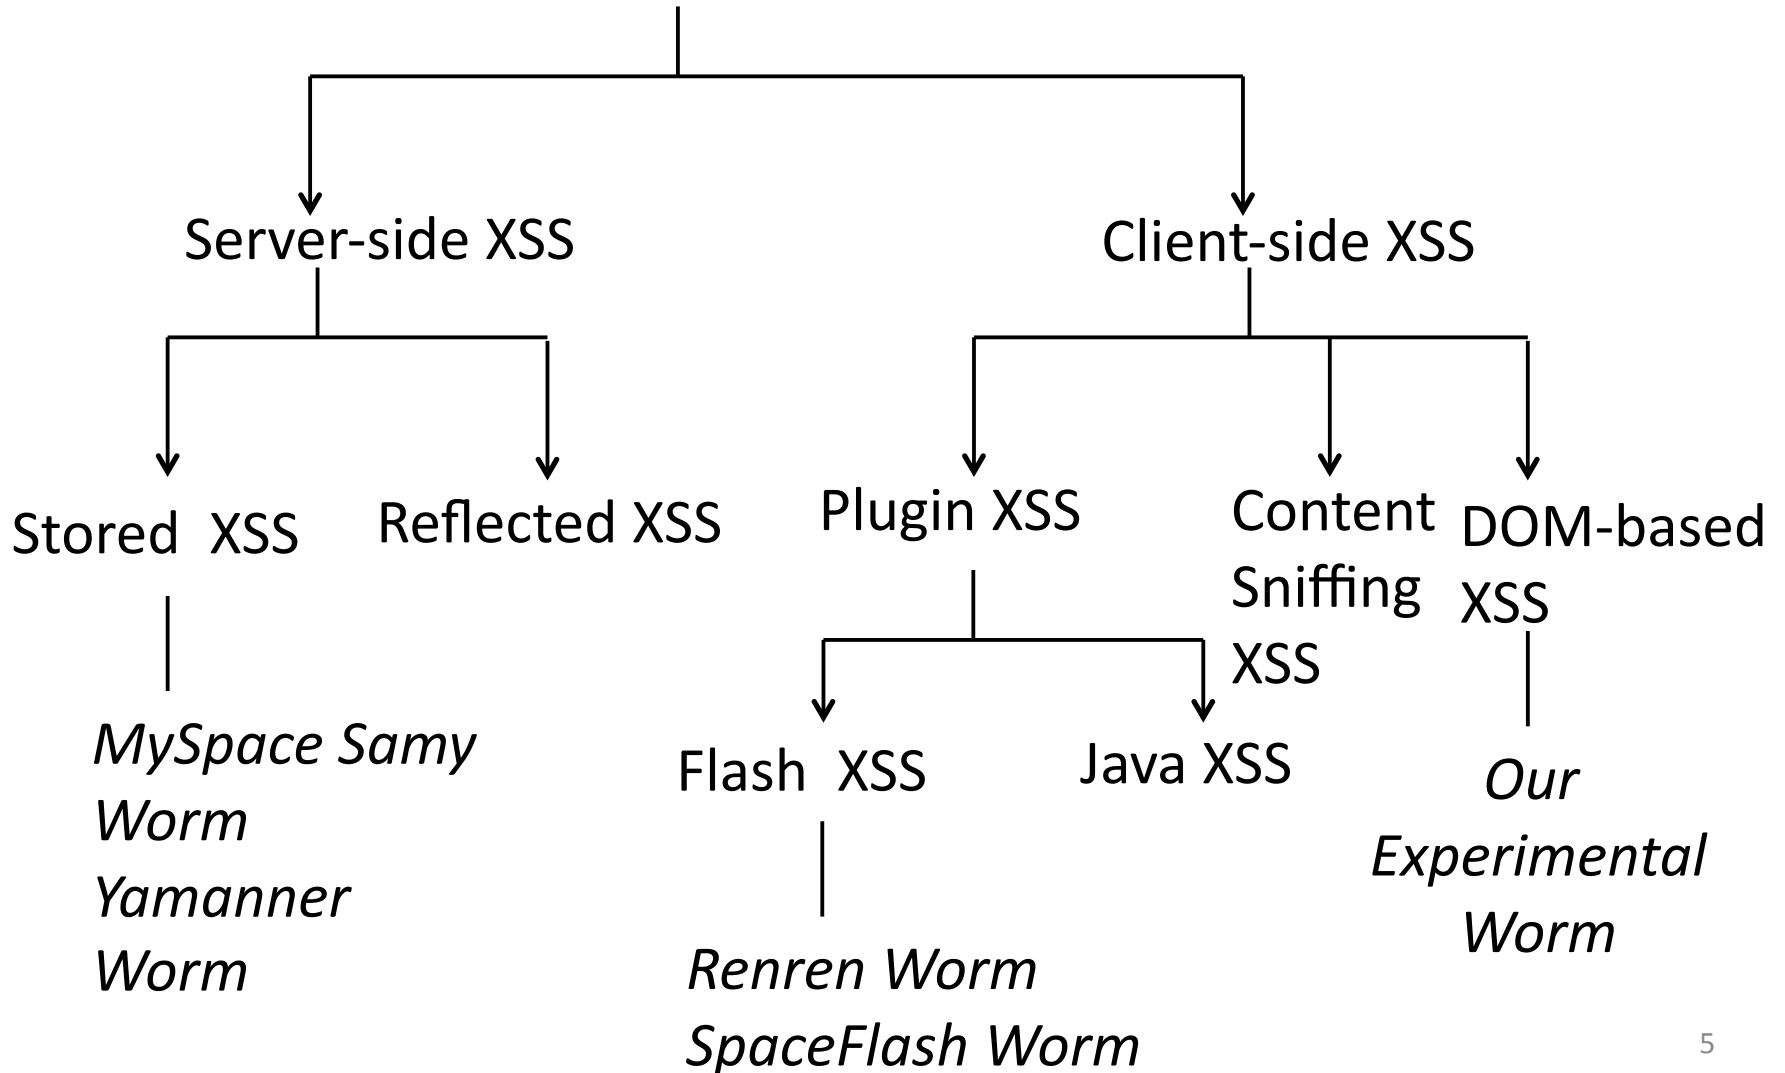 Server-side XSS
Client-side XSS
Stored  XSS
Reflected XSS
Plugin XSS
Content
Sniffing
XSS
DOM-based
XSS
MySpace Samy
Worm
Yamanner
Worm
Flash  XSS
Java XSS
Our
Experimental
Worm
Renren Worm
SpaceFlash Worm
5